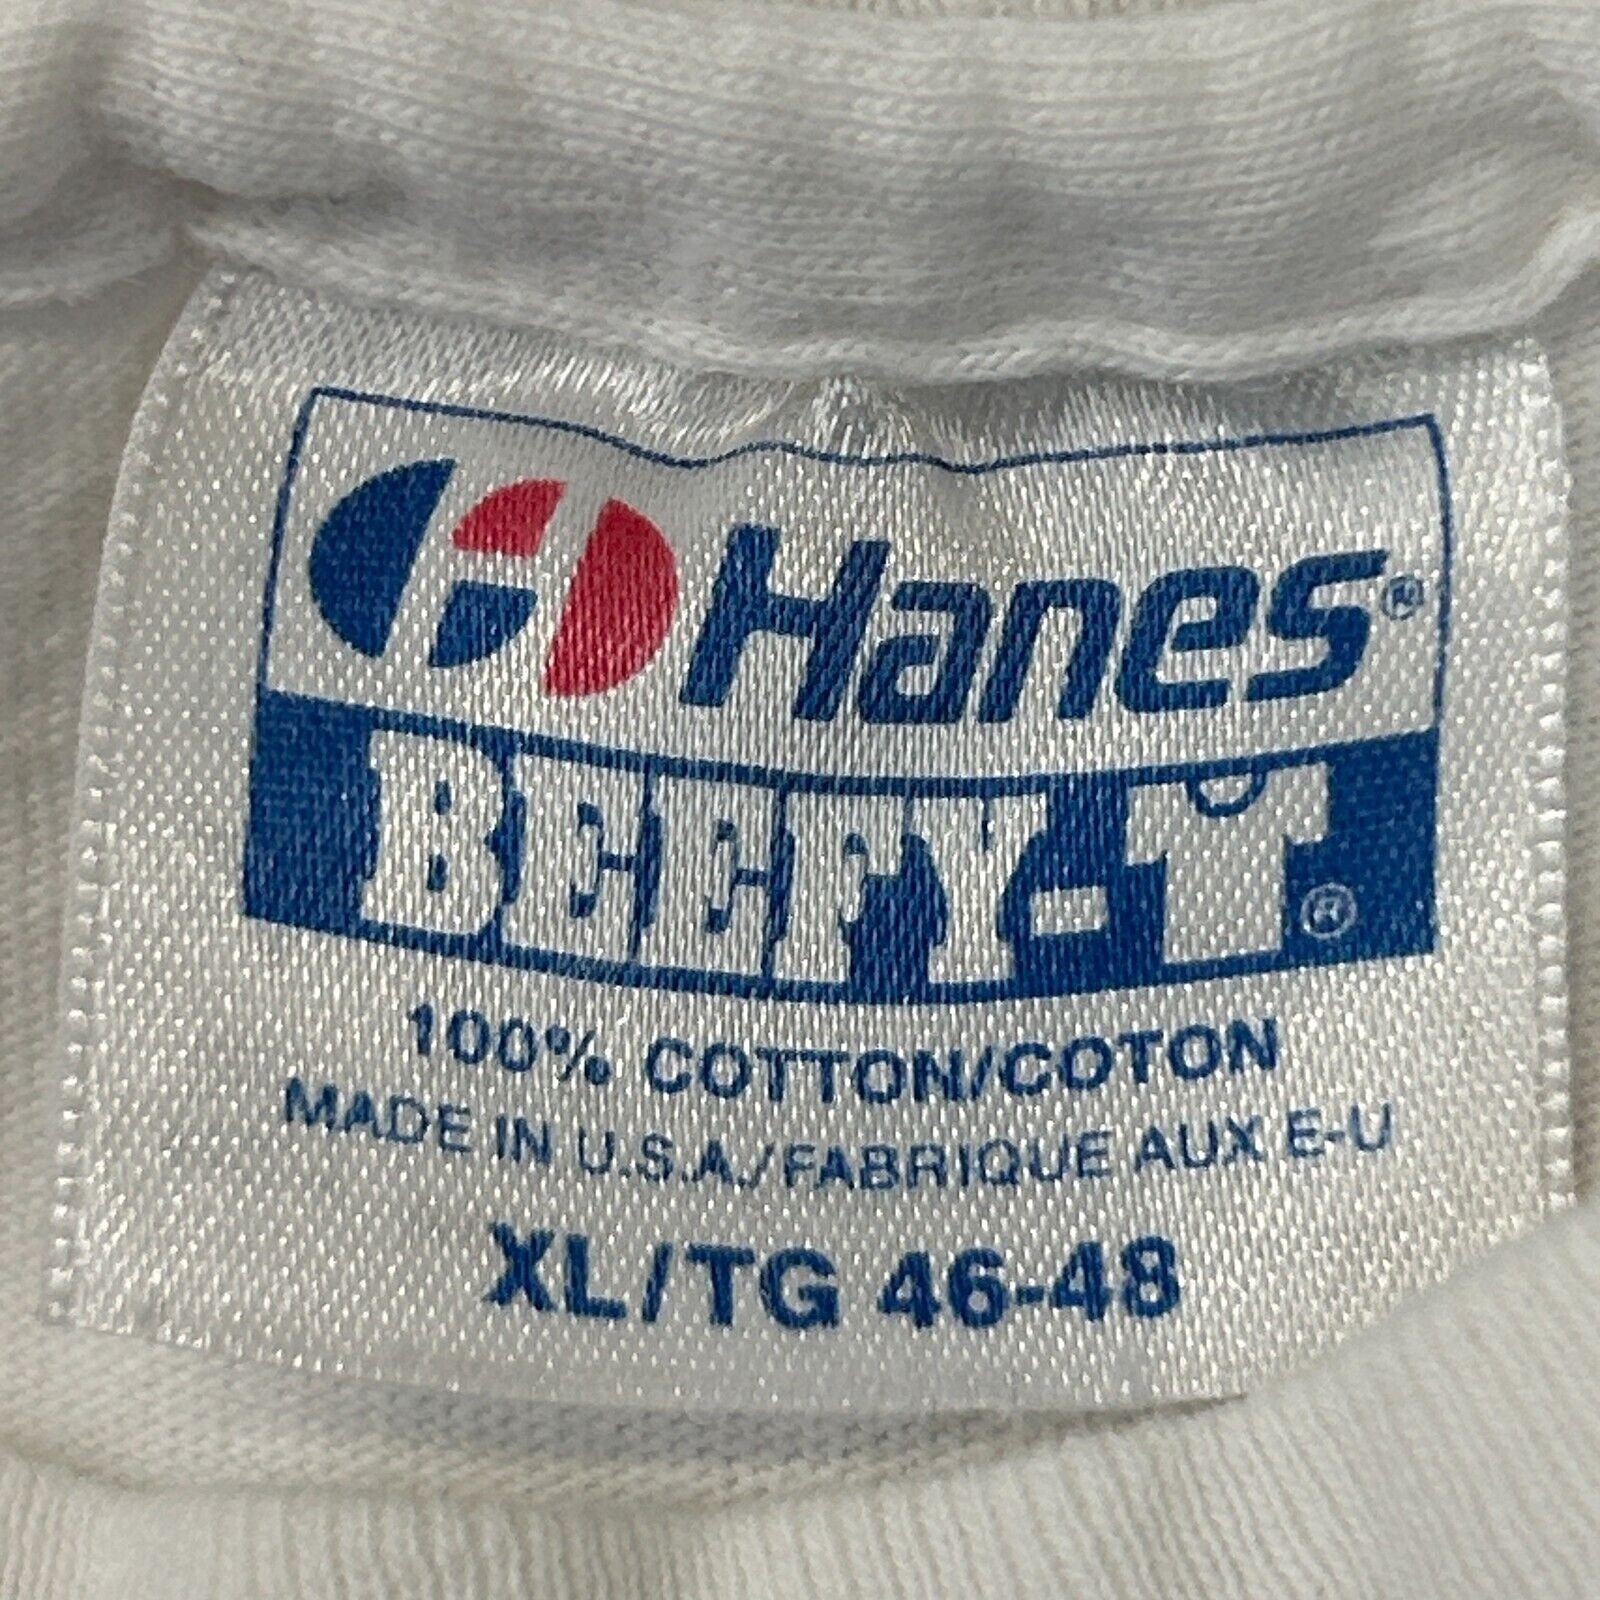 Hanes®
BEEFY-T®
100% COTTON/COTON
MADE IN U.S.A./FABRIQUE AUX E-U
XL/TG 46-48